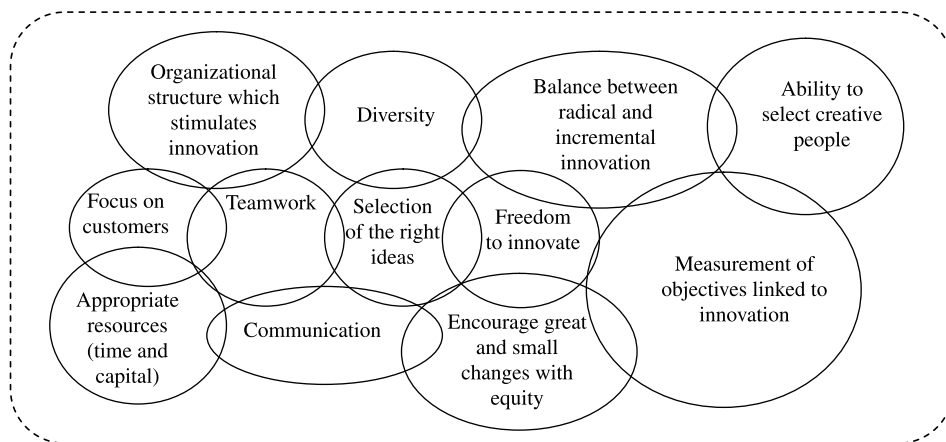 Organizational
structure which
stimulates
innovation
Diversity
Balance between
radical and
incremental
innovation
Ability to
select creative
people
Focus on
customers
Teamwork
Selection
of the right
ideas
Freedom
to innovate
Measurement of
objectives linked to
innovation
Appropriate
resources
(time and
capital)
Communication
Encourage great
and small
changes with
equity